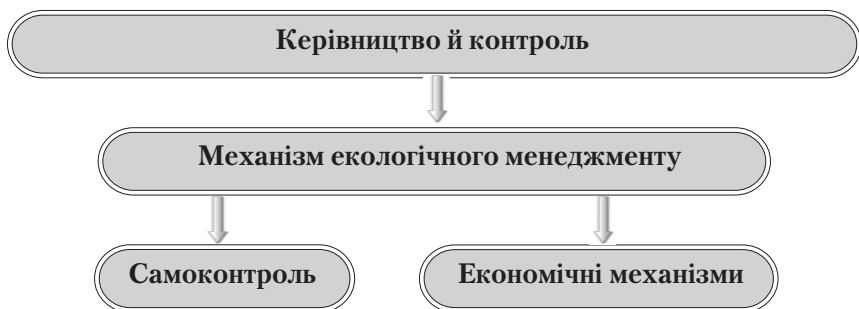 Керівництво й контроль
Механізм екологічного менеджменту
Самоконтроль
Економічні механізми